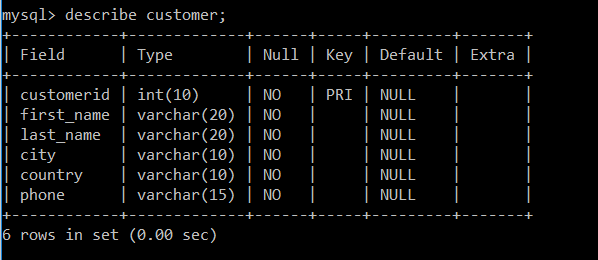 mysql> describe customer;
+------------+-------------+------+-----+---------+-------+
| Field      | Type        | Null | Key | Default | Extra |
+------------+-------------+------+-----+---------+-------+
| customerid | int(10)     | NO   | PRI | NULL    |       |
| first_name | varchar(20) | NO   |     | NULL    |       |
| last_name  | varchar(20) | NO   |     | NULL    |       |
| city       | varchar(10) | NO   |     | NULL    |       |
| country    | varchar(10) | NO   |     | NULL    |       |
| phone      | varchar(15) | NO   |     | NULL    |       |
+------------+-------------+------+-----+---------+-------+
6 rows in set (0.00 sec)